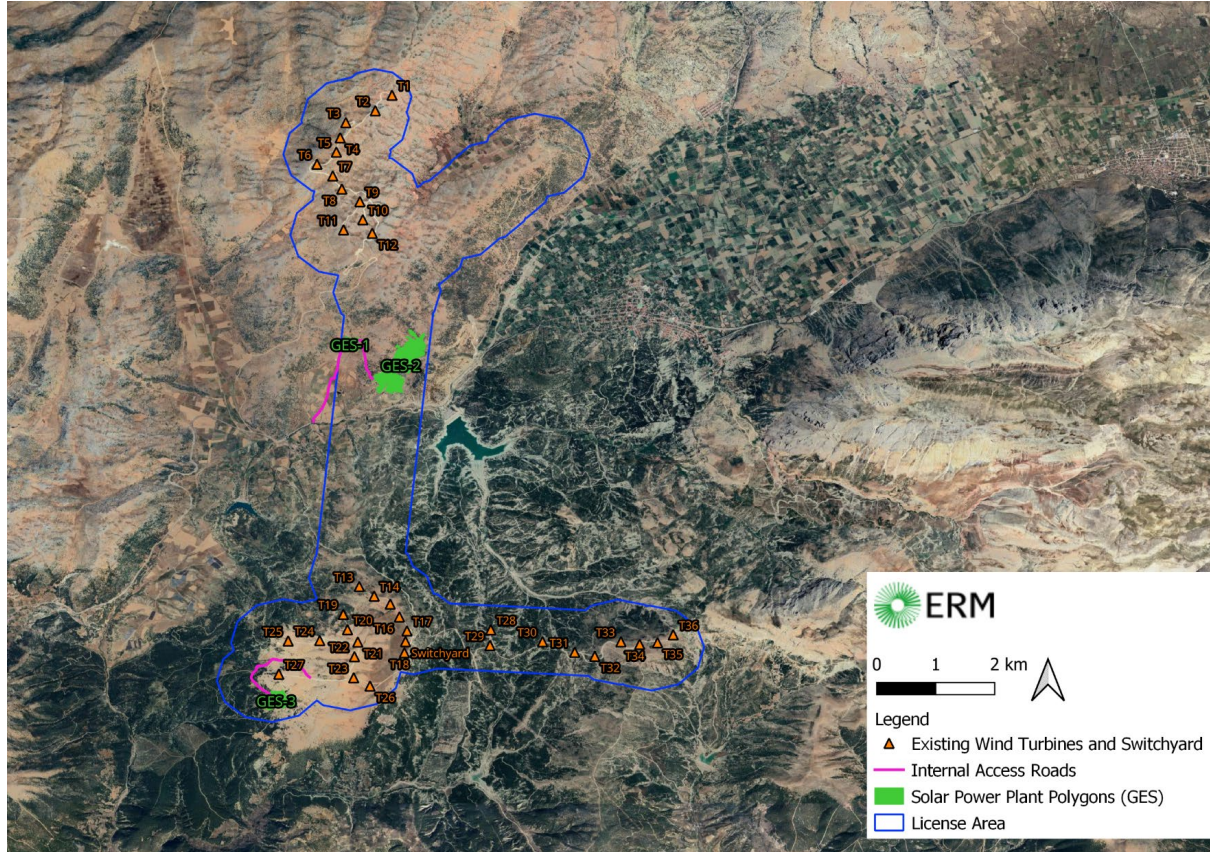 T1
T2
T3
T5
T4
T6
T7
T8
T9
T10
T11
T12
GES-1
GES-2
T13
T14
T19
T17
T20
T16
T25
T24
T22
T21
T18
Switchyard
T23
T27
T26
GES-3
T28
T29
T30
T31
T33
T36
T34
T35
T32
ERM
0 1 2 km
Legend
Existing Wind Turbines and Switchyard
Internal Access Roads
Solar Power Plant Polygons (GES)
License Area